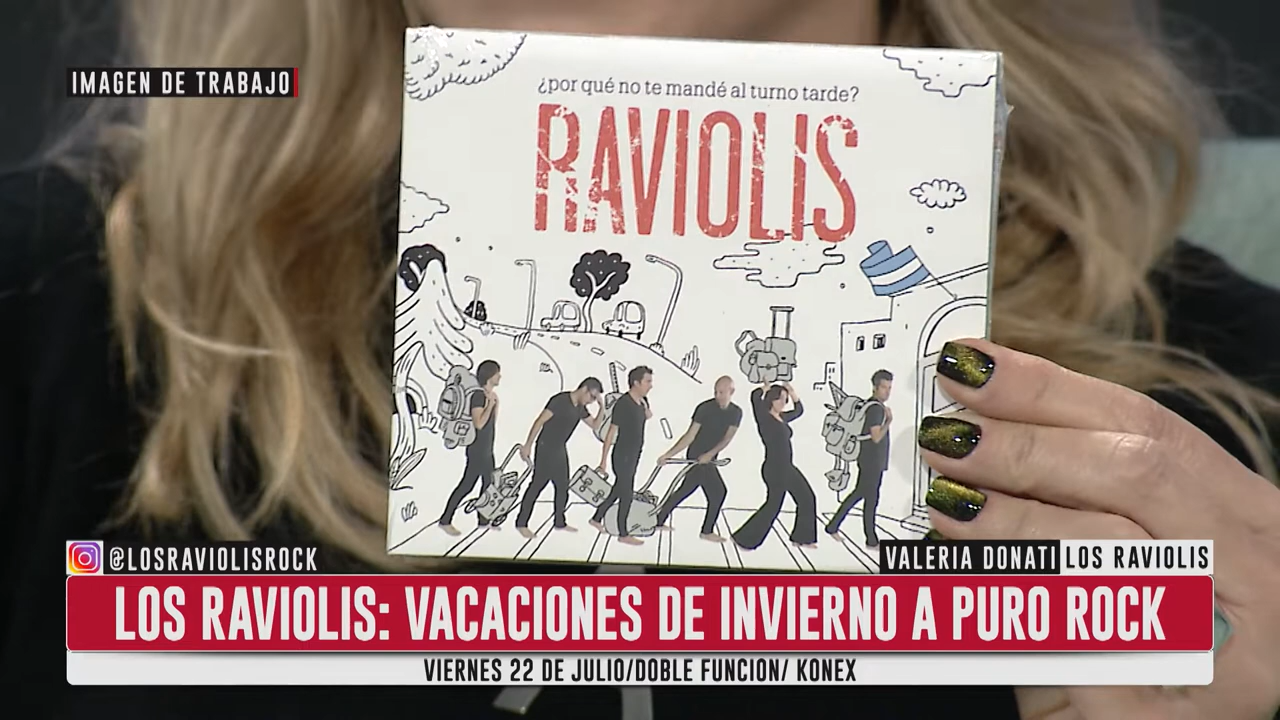 IMAGEN DE TRABAJO
¿por qué no te mandé al turno tarde?
RAVIOLIS
@LOSRAVIOLISROCK
VALERIA DONATI LOS RAVIOLIS
LOS RAVIOLIS: VACACIONES DE INVIERNO A PURO ROCK
VIERNES 22 DE JULIO/DOBLE FUNCION/ KONEX